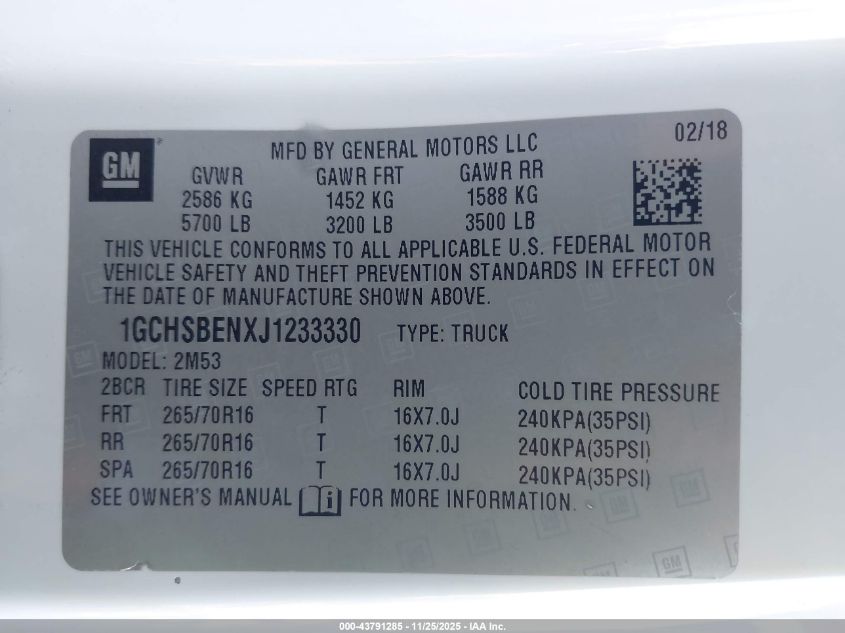 02/18
GM MFD BY GENERAL MOTORS LLC
GVWR GAWR FRT GAWR RR
2586 KG 1452 KG 1588 KG
5700 LB 3200 LB 3500 LB
THIS VEHICLE CONFORMS TO ALL APPLICABLE U.S. FEDERAL MOTOR
VEHICLE SAFETY AND THEFT PREVENTION STANDARDS IN EFFECT ON
THE DATE OF MANUFACTURE SHOWN ABOVE.
1GCHSBENXJ1233330 TYPE: TRUCK
MODEL: 2M53
2BCR TIRE SIZE SPEED RTG RIM COLD TIRE PRESSURE
FRT 265/70R16 T 16X7.0J 240KPA(35PSI)
RR 265/70R16 T 16X7.0J 240KPA(35PSI)
SPA 265/70R16 T 16X7.0J 240KPA(35PSI)
SEE OWNER'S MANUAL i FOR MORE INFORMATION.
000-43791285 - 11/25/2025 - IAA Inc.